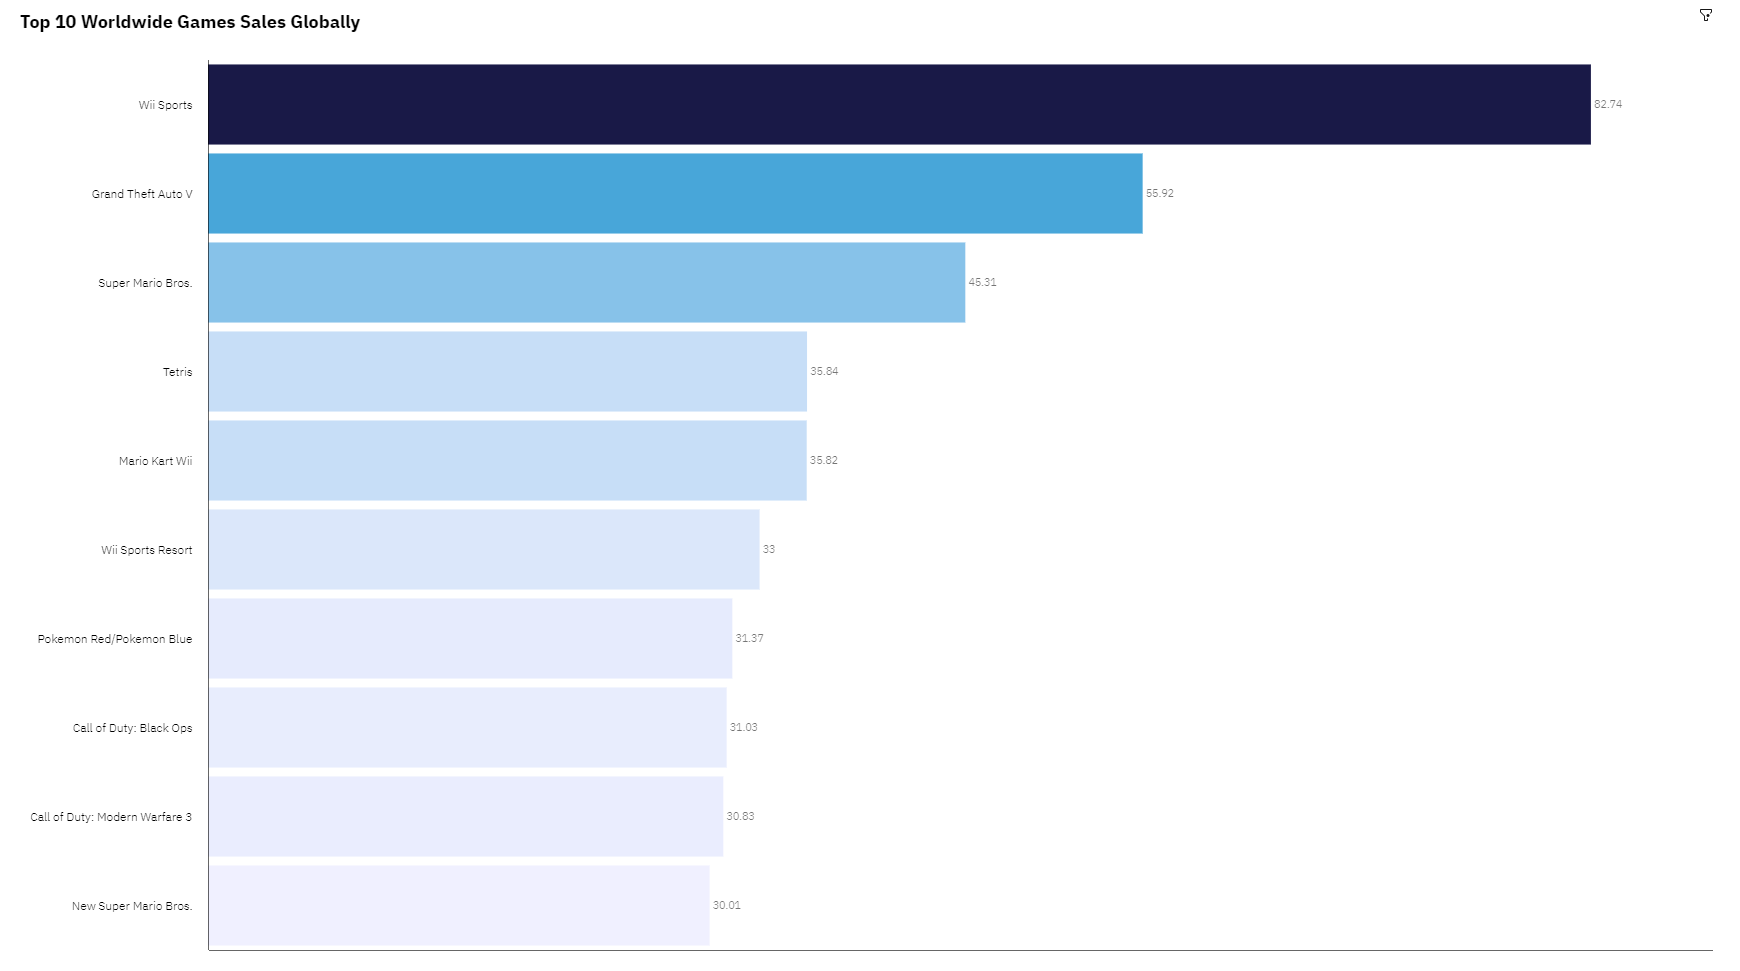 Top 10 Worldwide Games Sales Globally
Wii Sports 82.74
Grand Theft Auto V 55.92
Super Mario Bros. 45.31
Tetris 35.84
Mario Kart Wii 35.82
Wii Sports Resort 33
Pokemon Red/Pokemon Blue 31.37
Call of Duty: Black Ops 31.03
Call of Duty: Modern Warfare 3 30.83
New Super Mario Bros. 30.01